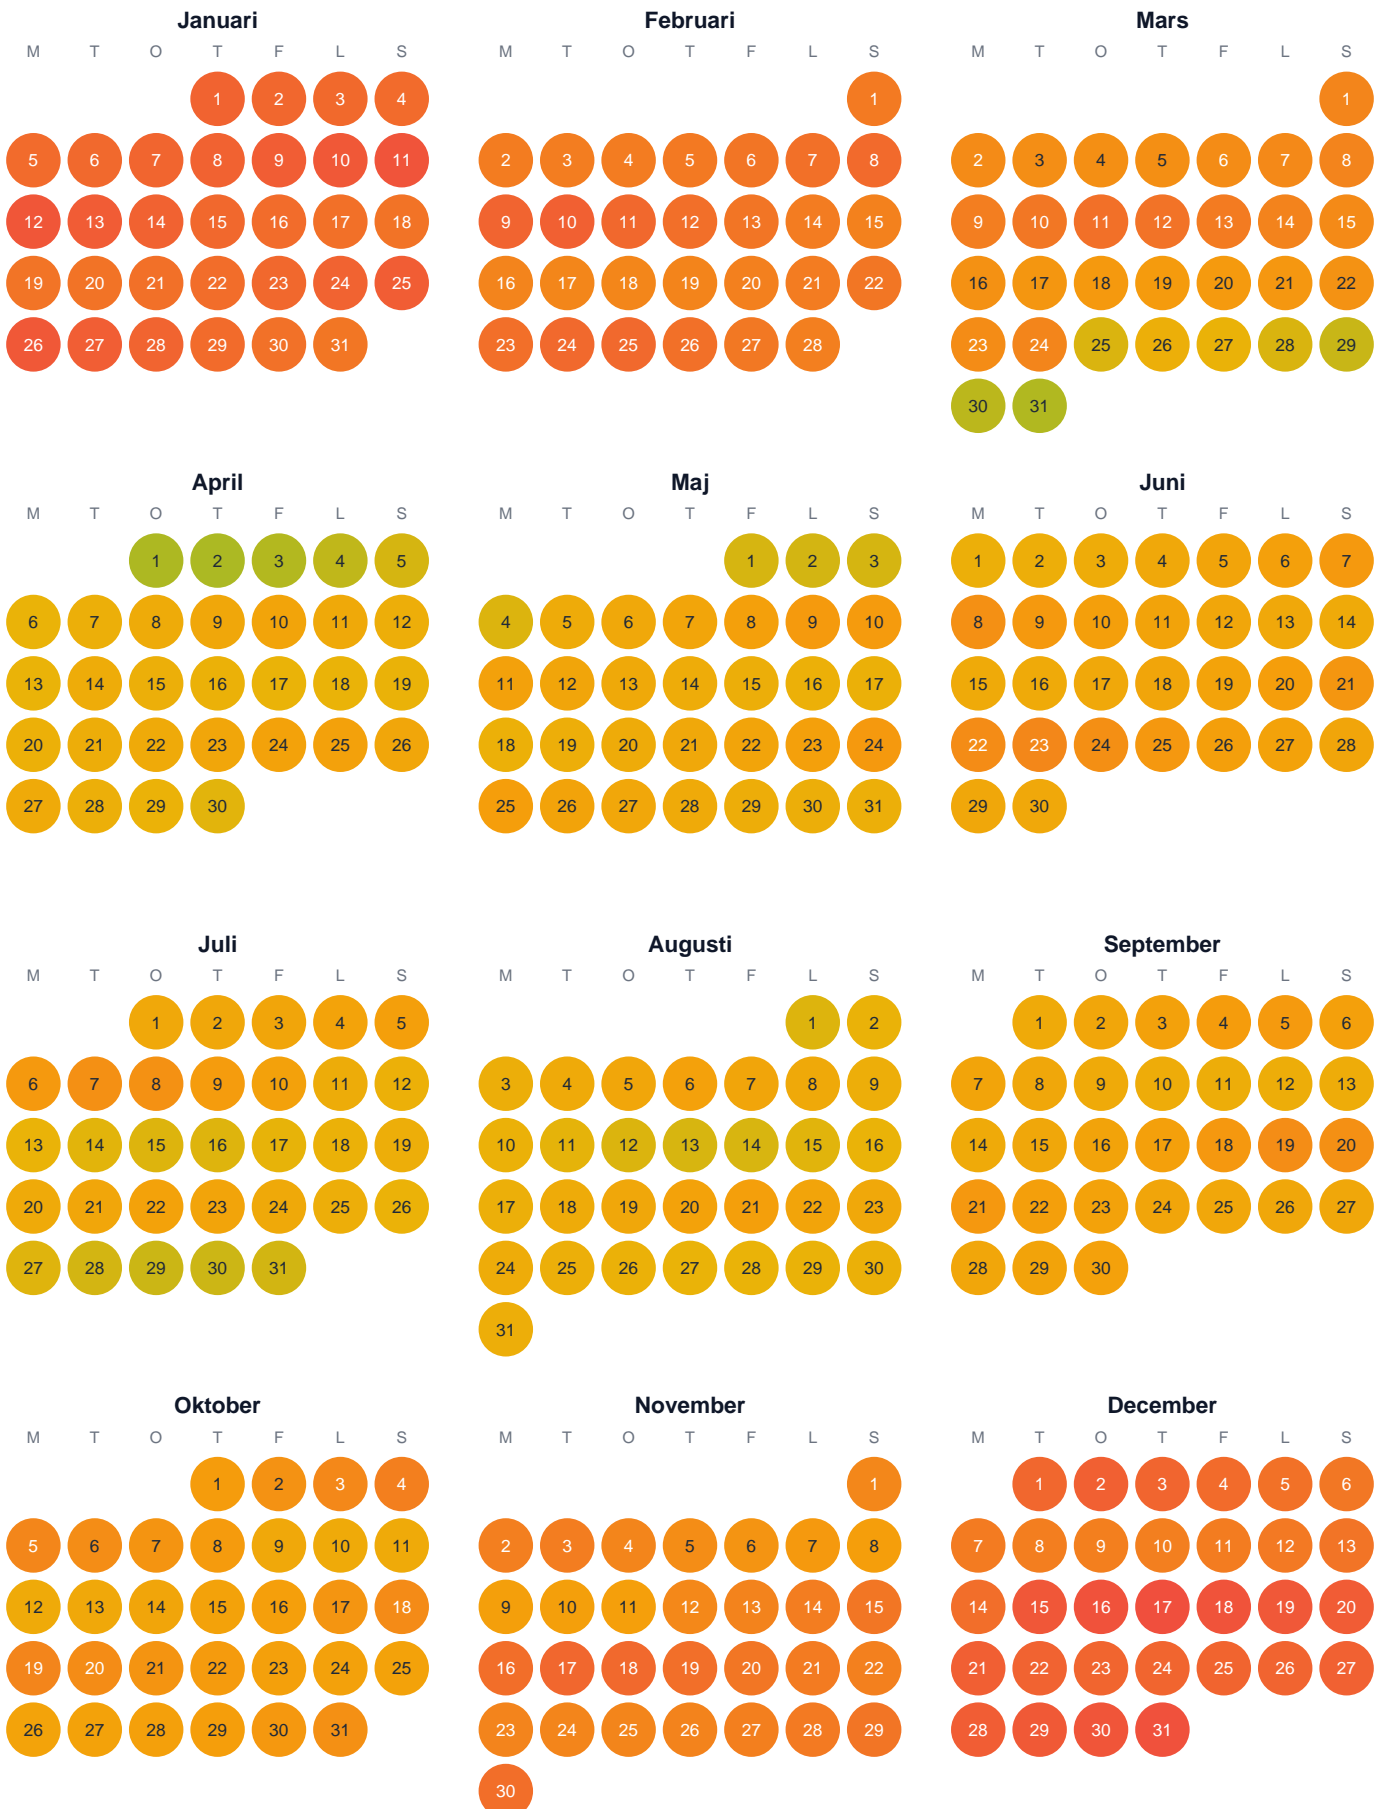 Januari Februari Mars
M T O T F L S M T O T F L S M T O T F L S
1 2 3 4 1 1
5 6 7 8 9 10 11 2 3 4 5 6 7 8 2 3 4 5 6 7 8
12 13 14 15 16 17 18 9 10 11 12 13 14 15 9 10 11 12 13 14 15
19 20 21 22 23 24 25 16 17 18 19 20 21 22 16 17 18 19 20 21 22
26 27 28 29 30 31 23 24 25 26 27 28 23 24 25 26 27 28 29
30 31
April Maj Juni
M T O T F L S M T O T F L S M T O T F L S
1 2 3 4 5 1 2 3 1 2 3 4 5 6 7
6 7 8 9 10 11 12 4 5 6 7 8 9 10 8 9 10 11 12 13 14
13 14 15 16 17 18 19 11 12 13 14 15 16 17 15 16 17 18 19 20 21
20 21 22 23 24 25 26 18 19 20 21 22 23 24 22 23 24 25 26 27 28
27 28 29 30 25 26 27 28 29 30 31 29 30
Juli Augusti September
M T O T F L S M T O T F L S M T O T F L S
1 2 3 4 5 1 2 1 2 3 4 5 6
6 7 8 9 10 11 12 3 4 5 6 7 8 9 7 8 9 10 11 12 13
13 14 15 16 17 18 19 10 11 12 13 14 15 16 14 15 16 17 18 19 20
20 21 22 23 24 25 26 17 18 19 20 21 22 23 21 22 23 24 25 26 27
27 28 29 30 31 24 25 26 27 28 29 30 28 29 30
31
Oktober November December
M T O T F L S M T O T F L S M T O T F L S
1 2 3 4 1 1 2 3 4 5 6
5 6 7 8 9 10 11 2 3 4 5 6 7 8 7 8 9 10 11 12 13
12 13 14 15 16 17 18 9 10 11 12 13 14 15 14 15 16 17 18 19 20
19 20 21 22 23 24 25 16 17 18 19 20 21 22 21 22 23 24 25 26 27
26 27 28 29 30 31 23 24 25 26 27 28 29 28 29 30 31
30